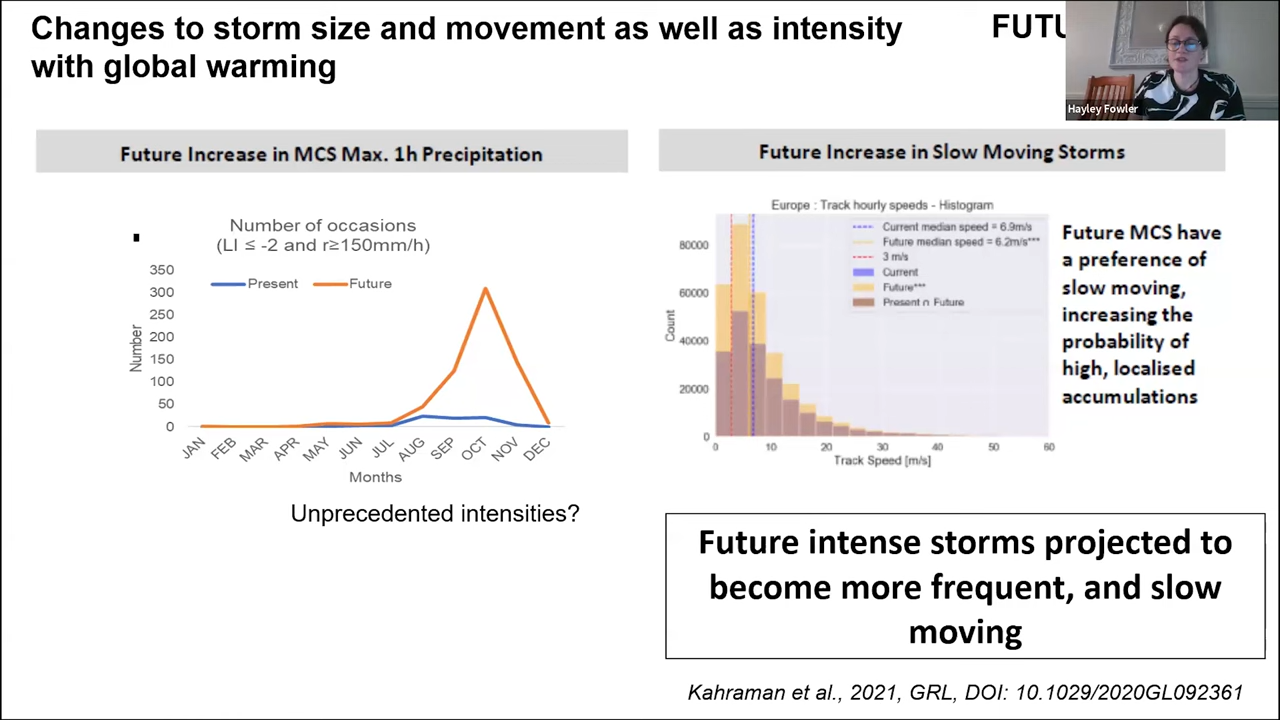 Changes to storm size and movement as well as intensity
with global warming
FUTU
Hayley Fowler
Future Increase in MCS Max. 1h Precipitation
Number of occasions
(LI ≤ -2 and r≥150mm/h)
Present
Future
Number
350
300
250
200
150
100
50
0
JAN
FEB
MAR
APR
MAY
JUN
JUL
AUG
SEP
OCT
NOV
DEC
Months
Unprecedented intensities?
Future Increase in Slow Moving Storms
Europe : Track hourly speeds - Histogram
Current median speed = 6.9m/s
Future median speed = 6.2m/s***
3 m/s
Current
Future***
Present ∩ Future
Count
80000
60000
40000
20000
0
0
10
20
30
40
50
60
Track Speed [m/s]
Future MCS have
a preference of
slow moving,
increasing the
probability of
high, localised
accumulations
Future intense storms projected to
become more frequent, and slow
moving
Kahraman et al., 2021, GRL, DOI: 10.1029/2020GL092361